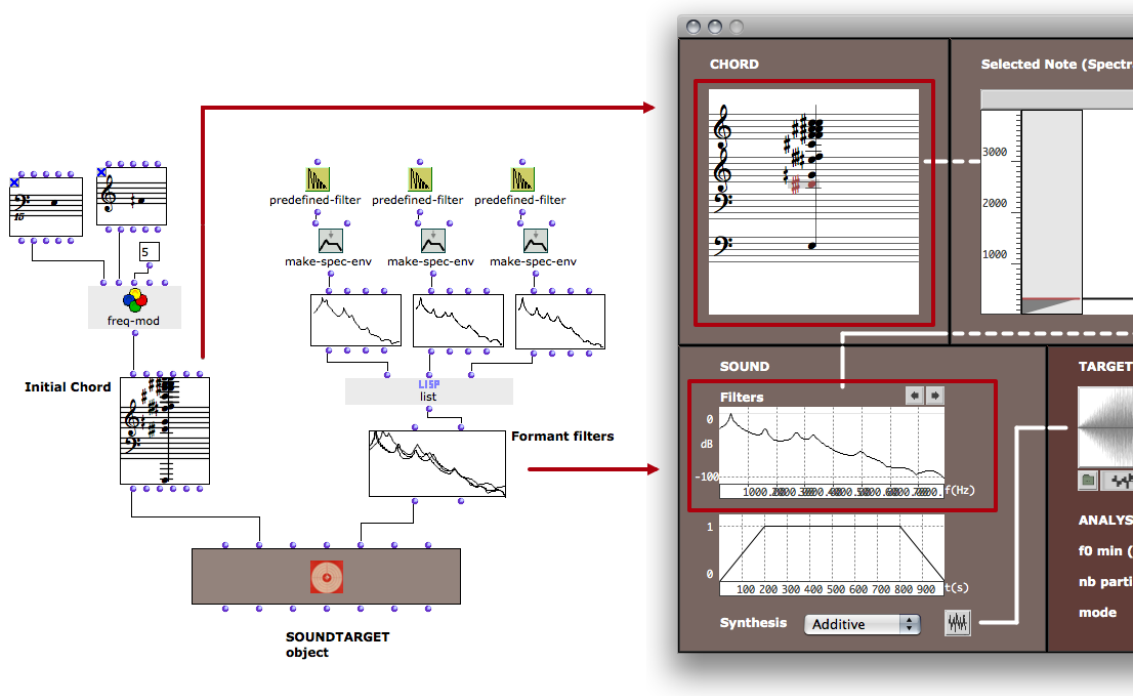 15
5
freq-mod
Initial Chord
predefined-filter predefined-filter predefined-filter
make-spec-env make-spec-env make-spec-env
LISP
list
Formant filters
SOUNDTARGET
object
CHORD
Selected Note (Spectr
3000
2000
1000
SOUND
Filters
0
dB
-100
f(Hz)
1
0
100 200 300 400 500 600 700 800 900 t(s)
Synthesis Additive
TARGET
ANALYS
f0 min (
nb parti
mode